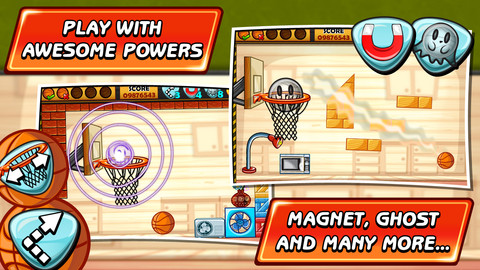 PLAY WITH
AWESOME POWERS
SCORE
09876543
SCORE
09876543
MAGNET, GHOST
AND MANY MORE...